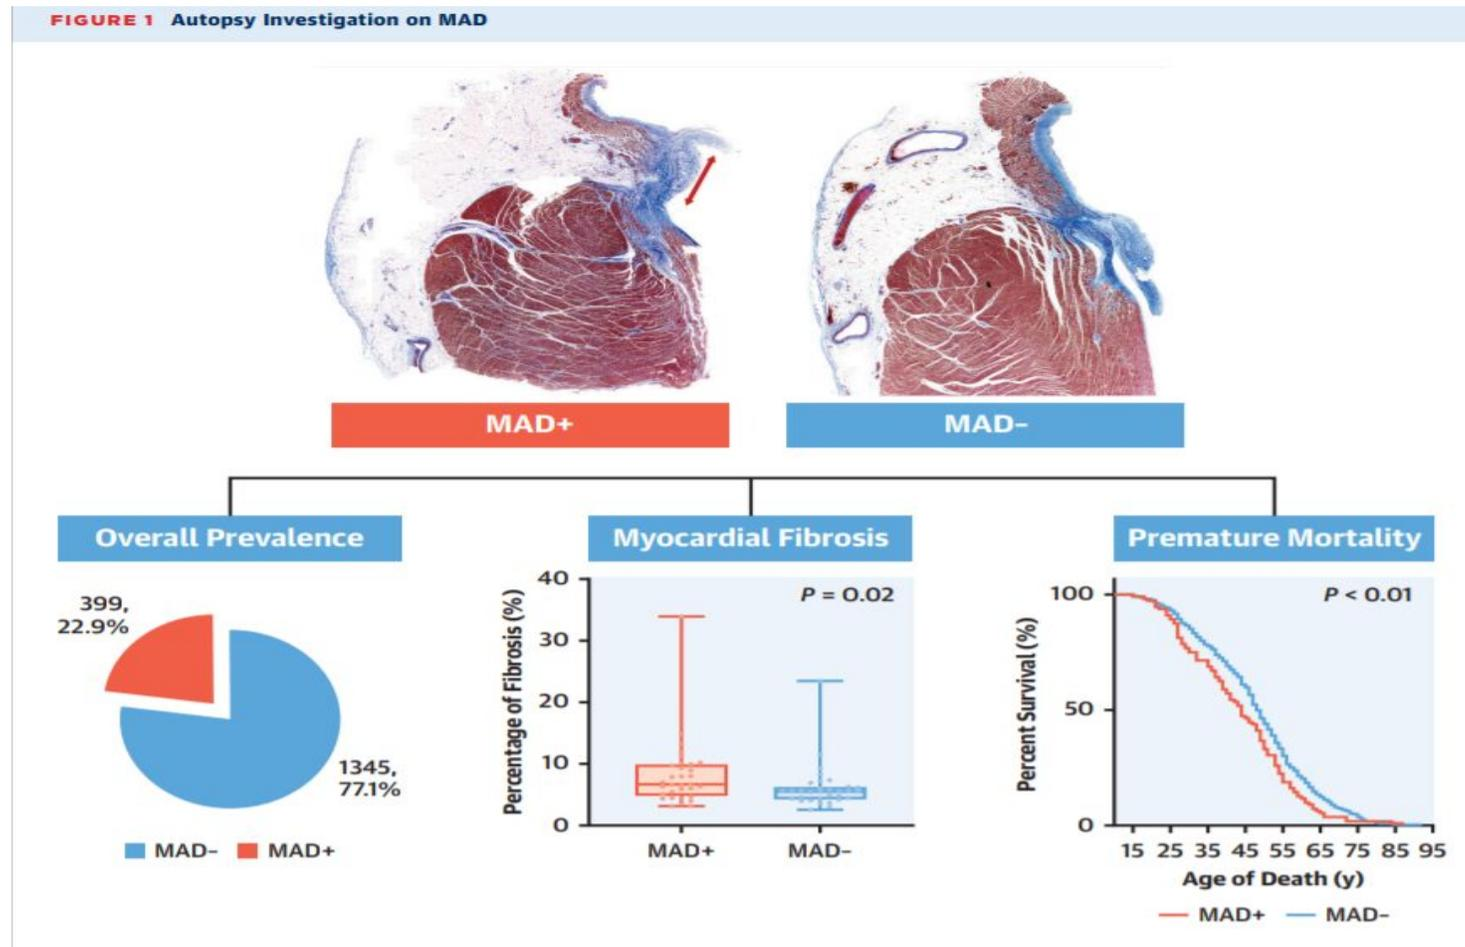 FIGURE 1 Autopsy Investigation on MAD
MAD+
MAD–
Overall Prevalence
399,
22.9%
1345,
77.1%
MAD– MAD+
Myocardial Fibrosis
Percentage of Fibrosis (%)
40
30
20
10
0
P = 0.02
MAD+ MAD–
Premature Mortality
Percent Survival (%)
100
50
0
P < 0.01
15 25 35 45 55 65 75 85 95
Age of Death (y)
MAD+ MAD–